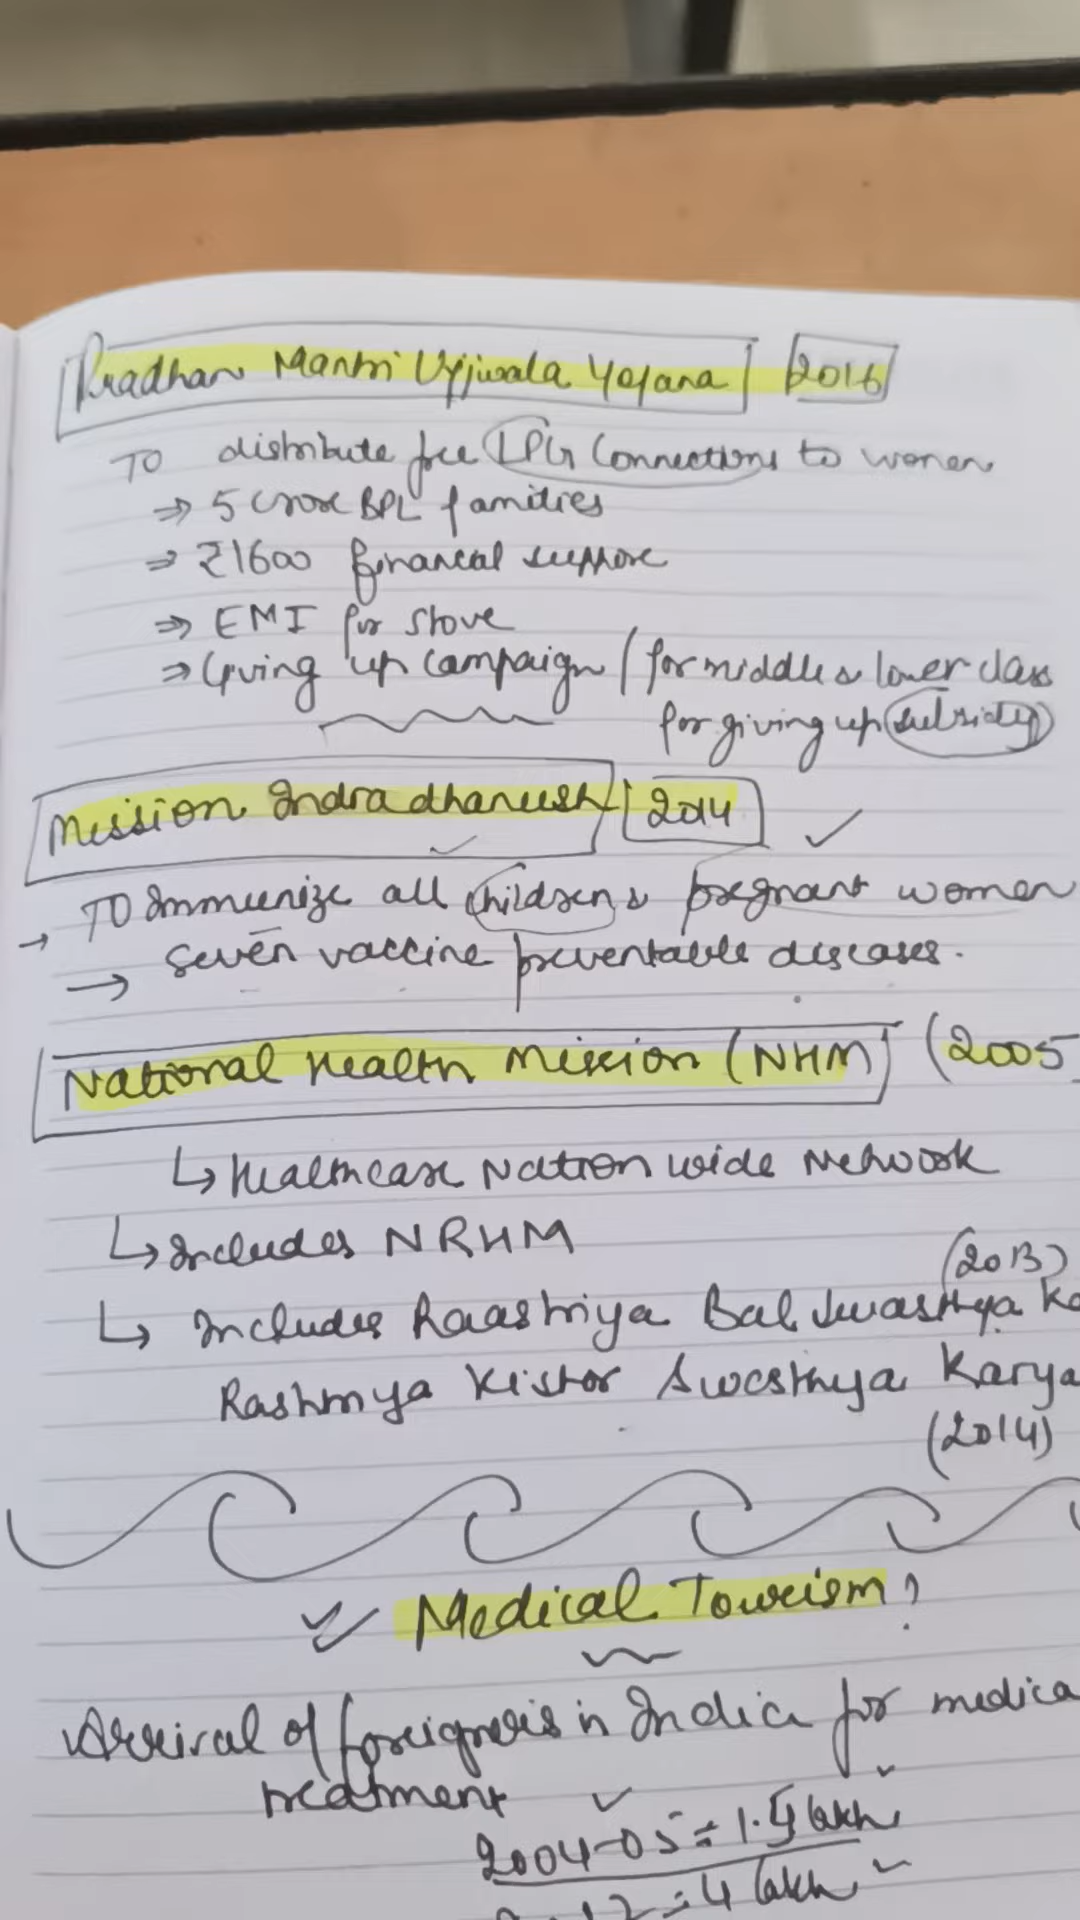 Pradhan Mantri Ujjwala Yojana 2016
TO distribute free LPG Connections to women
⇒ 5 crore BPL families
⇒ ₹1600 financial support
⇒ EMI for stove
⇒ Giving up campaign / for middle & lower class
for giving up subsidy
Mission Indradhanush 2014
→ TO Immunize all children & pregnant women
→ seven vaccine preventable diseases.
National Health Mission (NHM) (2005
↳ Healthcare Nation wide Network
↳ Includes NRHM
(2013)
↳ Includes Raashtriya Bal Swasthya Ka
Rashtriya Kishor Swasthya Karya
(2014)
Medical Tourism
Arrival of foreigners in India for medica
treatment
2004-05 = 1.5 lakh
= 4 lakh